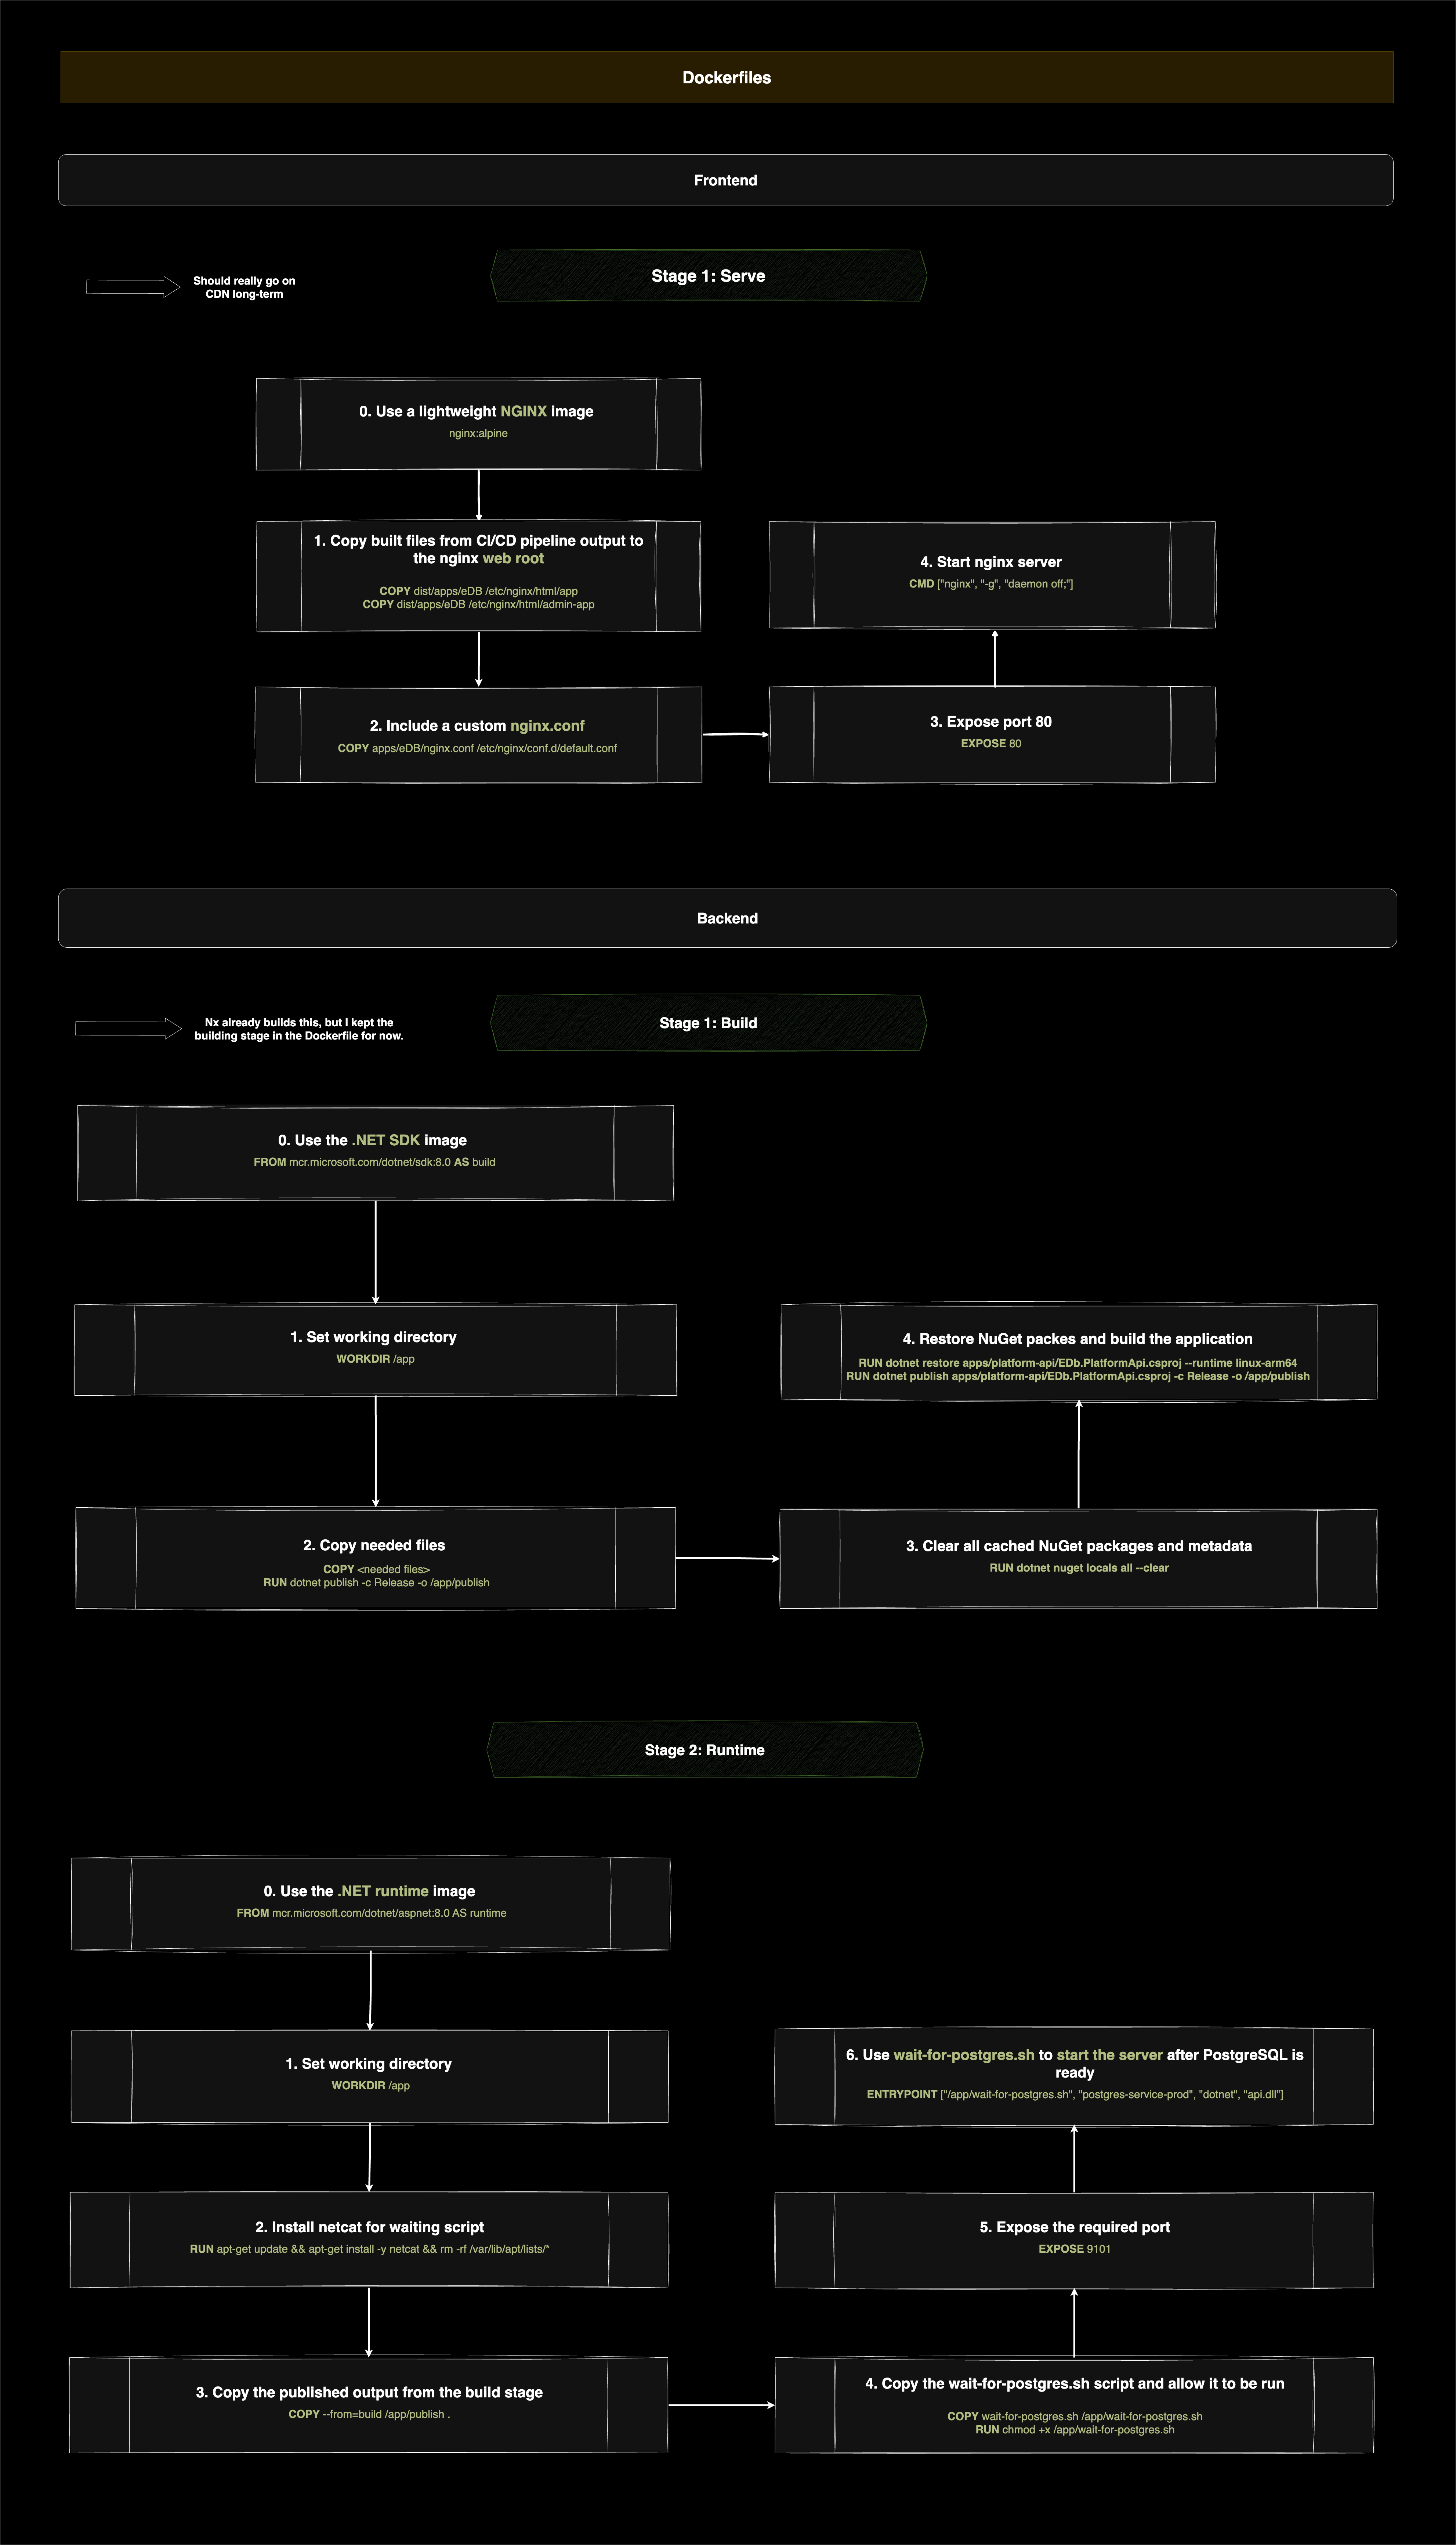 Dockerfiles
Frontend
Should really go on
CDN long-term
Stage 1: Serve
0. Use a lightweight NGINX image
nginx:alpine
1. Copy built files from CI/CD pipeline output to
the nginx web root
COPY dist/apps/eDB /etc/nginx/html/app
COPY dist/apps/eDB /etc/nginx/html/admin-app
2. Include a custom nginx.conf
COPY apps/eDB/nginx.conf /etc/nginx/conf.d/default.conf
3. Expose port 80
EXPOSE 80
4. Start nginx server
CMD ["nginx", "-g", "daemon off;"]
Backend
Nx already builds this, but I kept the
building stage in the Dockerfile for now.
Stage 1: Build
0. Use the .NET SDK image
FROM mcr.microsoft.com/dotnet/sdk:8.0 AS build
1. Set working directory
WORKDIR /app
2. Copy needed files
COPY <needed files>
RUN dotnet publish -c Release -o /app/publish
3. Clear all cached NuGet packages and metadata
RUN dotnet nuget locals all --clear
4. Restore NuGet packes and build the application
RUN dotnet restore apps/platform-api/EDb.PlatformApi.csproj --runtime linux-arm64
RUN dotnet publish apps/platform-api/EDb.PlatformApi.csproj -c Release -o /app/publish
Stage 2: Runtime
0. Use the .NET runtime image
FROM mcr.microsoft.com/dotnet/aspnet:8.0 AS runtime
1. Set working directory
WORKDIR /app
2. Install netcat for waiting script
RUN apt-get update && apt-get install -y netcat && rm -rf /var/lib/apt/lists/*
3. Copy the published output from the build stage
COPY --from=build /app/publish .
4. Copy the wait-for-postgres.sh script and allow it to be run
COPY wait-for-postgres.sh /app/wait-for-postgres.sh
RUN chmod +x /app/wait-for-postgres.sh
5. Expose the required port
EXPOSE 9101
6. Use wait-for-postgres.sh to start the server after PostgreSQL is
ready
ENTRYPOINT ["/app/wait-for-postgres.sh", "postgres-service-prod", "dotnet", "api.dll"]